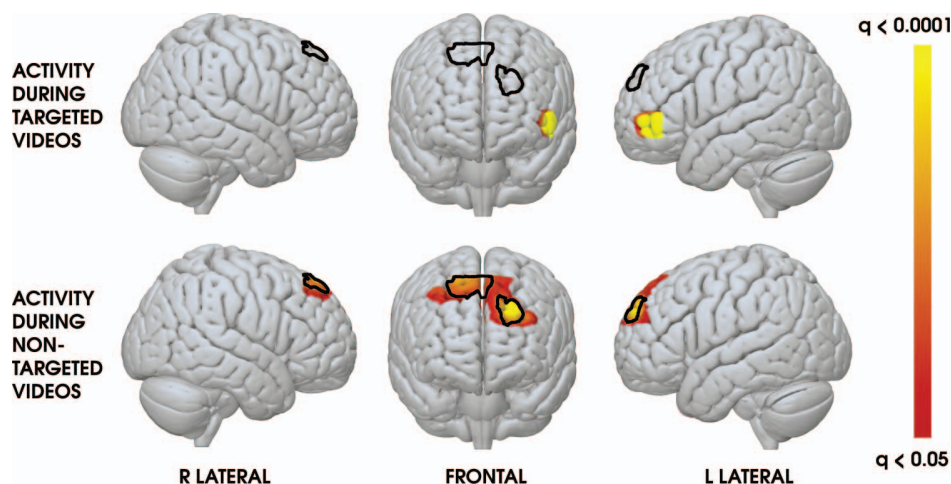 q < 0.0001
ACTIVITY
DURING
TARGETED
VIDEOS
ACTIVITY
DURING
NON-
TARGETED
VIDEOS
q < 0.05
R LATERAL
FRONTAL
L LATERAL